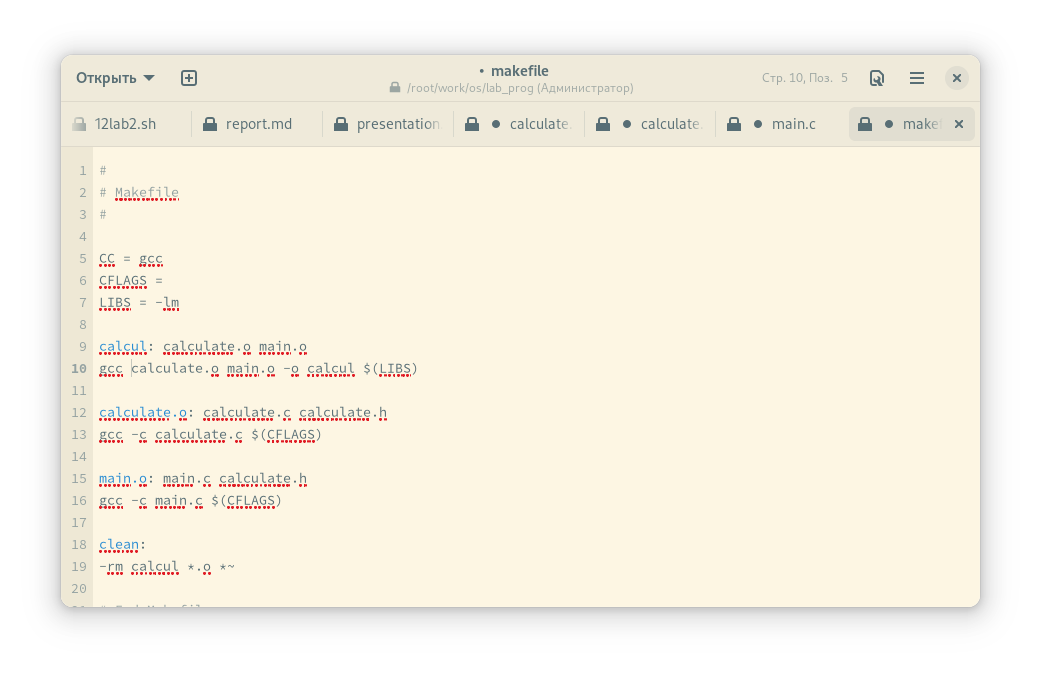 Открыть
• makefile
/root/work/os/lab_prog (Администратор)
Стр. 10, Поз. 5
12lab2.sh
report.md
presentation
calculate.
calculate.
main.c
make
1 #
2 # Makefile
3 #
4
5 CC = gcc
6 CFLAGS =
7 LIBS = -lm
8
9 calcul: calculate.o main.o
10 gcc calculate.o main.o -o calcul $(LIBS)
11
12 calculate.o: calculate.c calculate.h
13 gcc -c calculate.c $(CFLAGS)
14
15 main.o: main.c calculate.h
16 gcc -c main.c $(CFLAGS)
17
18 clean:
19 -rm calcul *.o *~
20